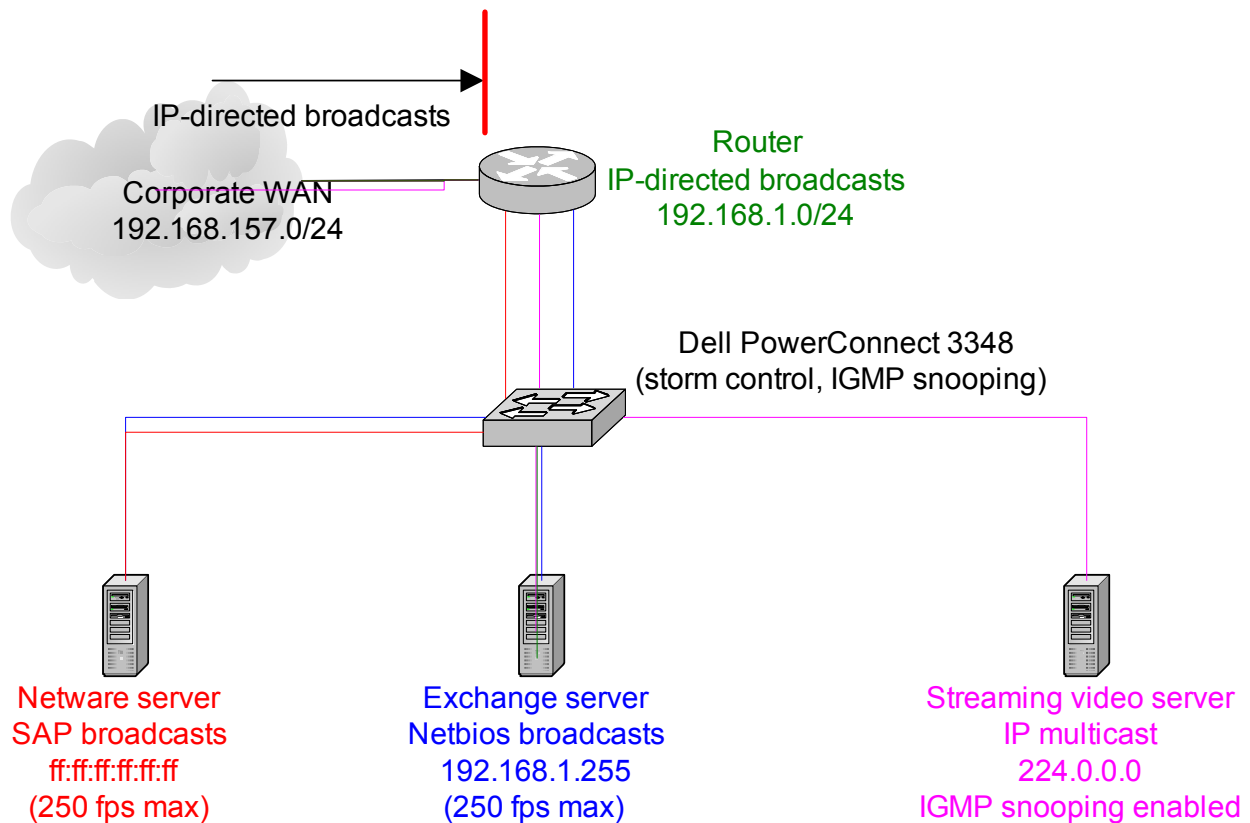 IP-directed broadcasts
Corporate WAN
192.168.157.0/24
Router
IP-directed broadcasts
192.168.1.0/24
Dell PowerConnect 3348
(storm control, IGMP snooping)
Netware server
SAP broadcasts
ff:ff:ff:ff:ff:ff
(250 fps max)
Exchange server
Netbios broadcasts
192.168.1.255
(250 fps max)
Streaming video server
IP multicast
224.0.0.0
IGMP snooping enabled